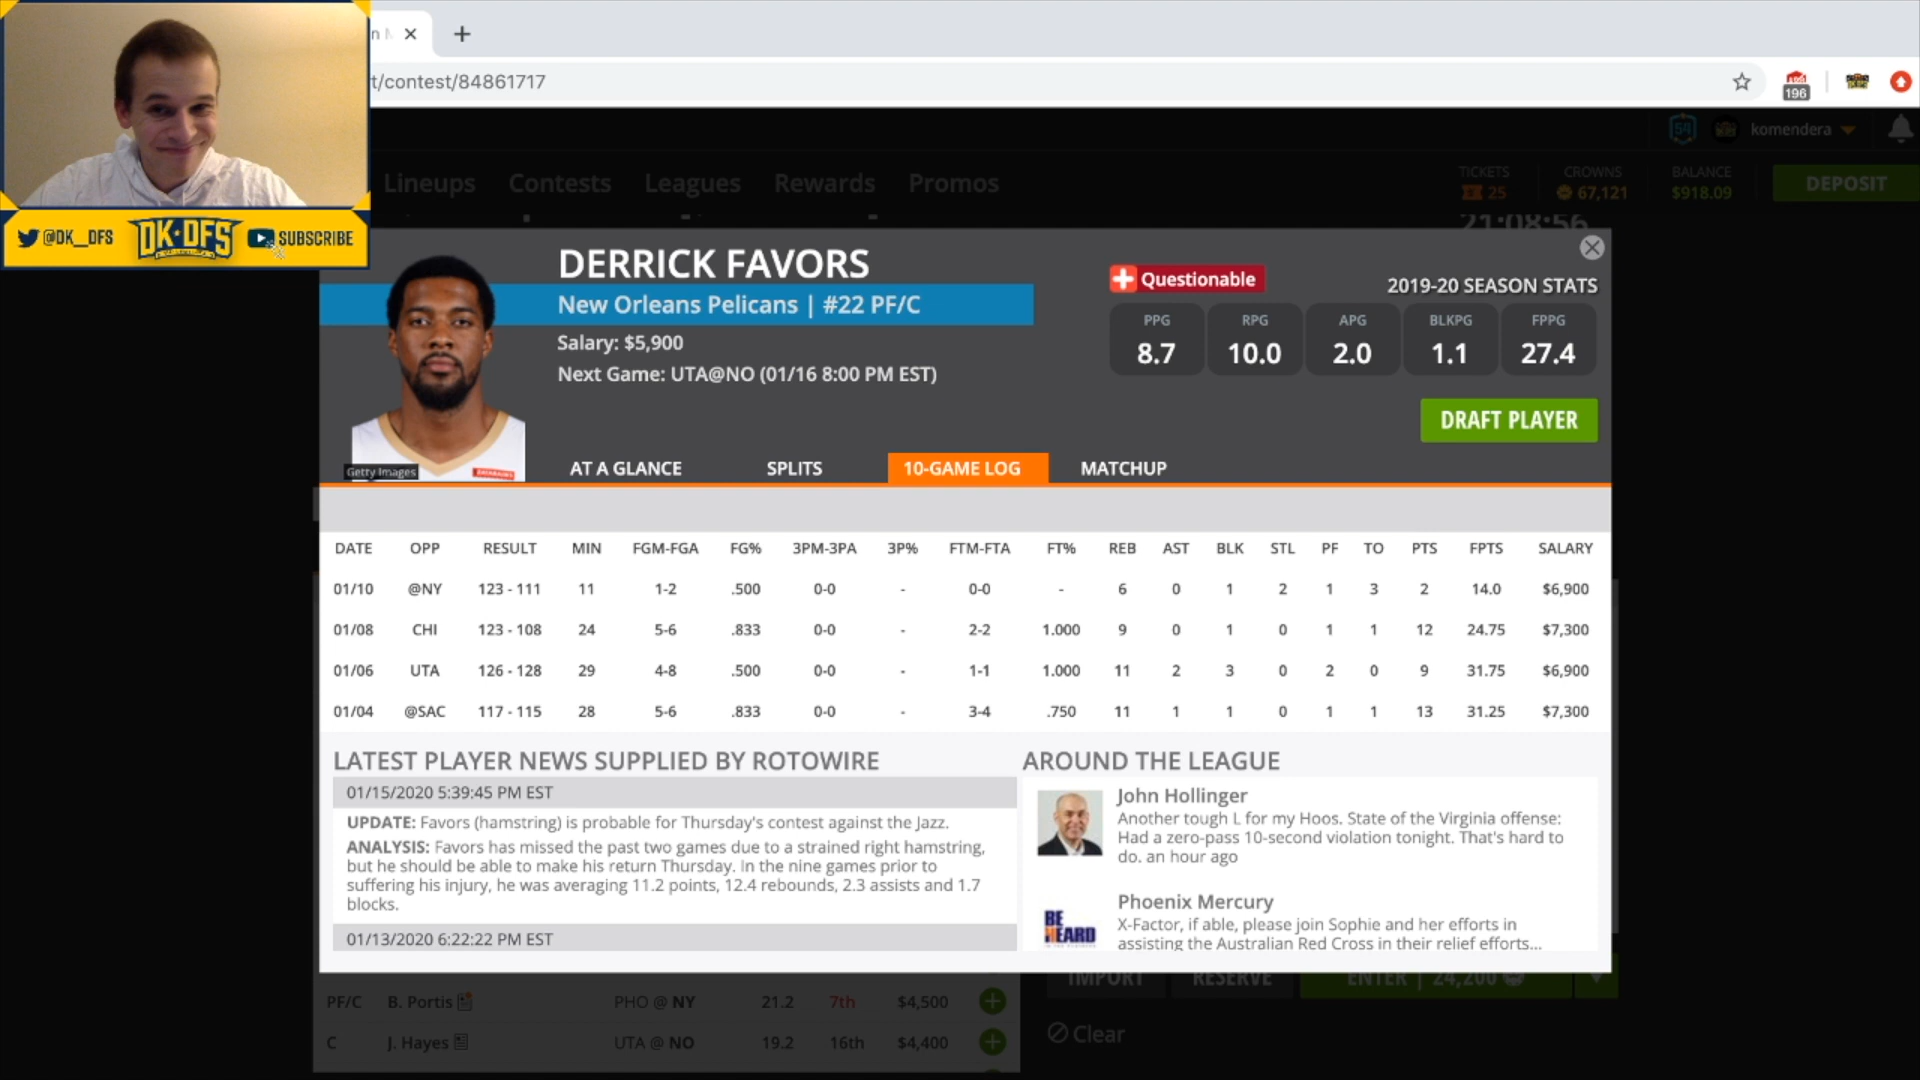 t/contest/84861717
196
54
komendera
Lineups
Contests
Leagues
Rewards
Promos
TICKETS
25
CROWNS
67,121
BALANCE
$918.09
DEPOSIT
@DK__DFS
DK★DFS
SUBSCRIBE
21:08:56
DERRICK FAVORS
New Orleans Pelicans | #22 PF/C
Salary: $5,900
Next Game: UTA@NO (01/16 8:00 PM EST)
Getty Images
Questionable
2019-20 SEASON STATS
PPG RPG APG BLKPG FPPG
8.7 10.0 2.0 1.1 27.4
DRAFT PLAYER
AT A GLANCE SPLITS 10-GAME LOG MATCHUP
DATE OPP RESULT MIN FGM-FGA FG% 3PM-3PA 3P% FTM-FTA FT% REB AST BLK STL PF TO PTS FPTS SALARY
01/10 @NY 123 - 111 11 1-2 .500 0-0 - 0-0 - 6 0 1 2 1 3 2 14.0 $6,900
01/08 CHI 123 - 108 24 5-6 .833 0-0 - 2-2 1.000 9 0 1 0 1 1 12 24.75 $7,300
01/06 UTA 126 - 128 29 4-8 .500 0-0 - 1-1 1.000 11 2 3 0 2 0 9 31.75 $6,900
01/04 @SAC 117 - 115 28 5-6 .833 0-0 - 3-4 .750 11 1 1 0 1 1 13 31.25 $7,300
LATEST PLAYER NEWS SUPPLIED BY ROTOWIRE
01/15/2020 5:39:45 PM EST
UPDATE: Favors (hamstring) is probable for Thursday's contest against the Jazz.
ANALYSIS: Favors has missed the past two games due to a strained right hamstring,
but he should be able to make his return Thursday. In the nine games prior to
suffering his injury, he was averaging 11.2 points, 12.4 rebounds, 2.3 assists and 1.7
blocks.
01/13/2020 6:22:22 PM EST
AROUND THE LEAGUE
John Hollinger
Another tough L for my Hoos. State of the Virginia offense:
Had a zero-pass 10-second violation tonight. That's hard to
do. an hour ago
BE
HEARD
Phoenix Mercury
X-Factor, if able, please join Sophie and her efforts in
assisting the Australian Red Cross in their relief efforts...
IMPORT
RESERVE
ENTER | 24,200
PF/C B. Portis PHO @ NY 21.2 7th $4,500
C J. Hayes UTA @ NO 19.2 16th $4,400
Clear